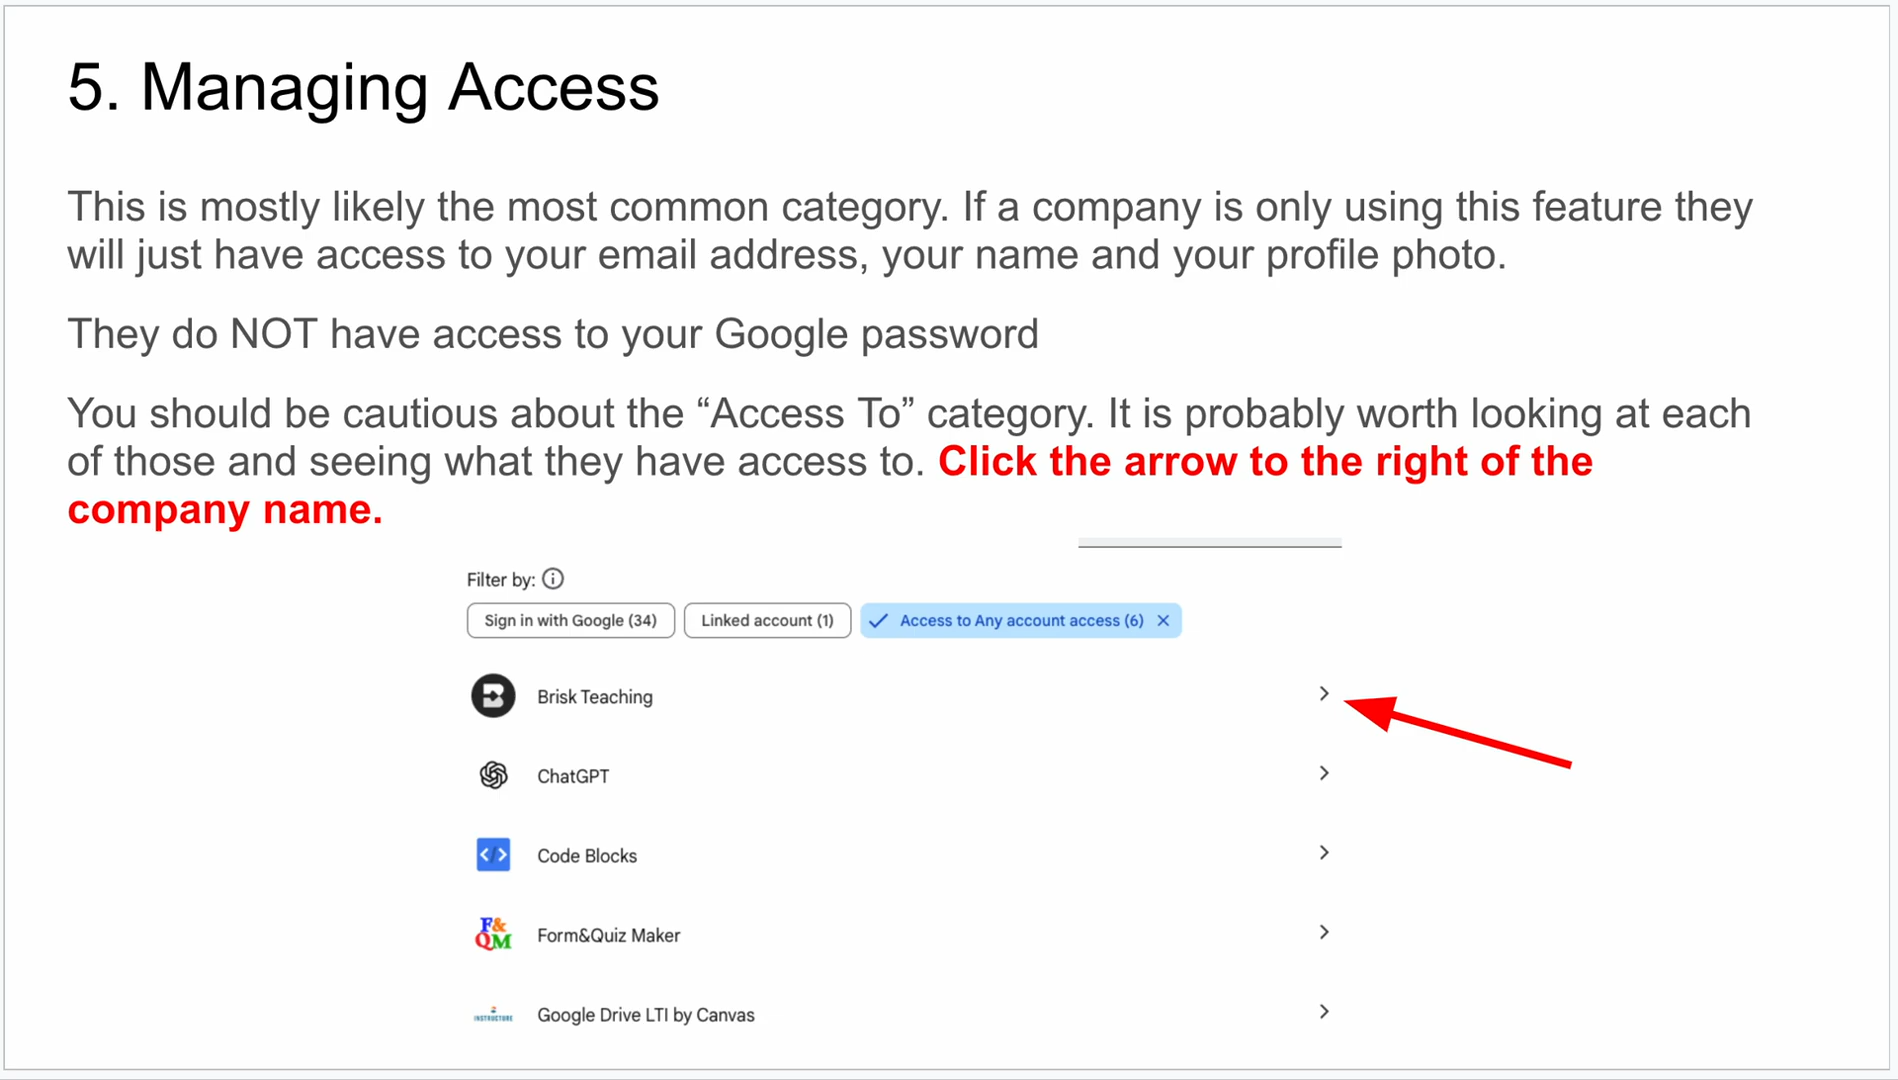 5. Managing Access
This is mostly likely the most common category. If a company is only using this feature they
will just have access to your email address, your name and your profile photo.
They do NOT have access to your Google password
You should be cautious about the “Access To” category. It is probably worth looking at each
of those and seeing what they have access to. Click the arrow to the right of the
company name.
Filter by:
Sign in with Google (34) Linked account (1) Access to Any account access (6)
Brisk Teaching
ChatGPT
Code Blocks
F&
QM
Form&Quiz Maker
INSTRUCTURE
Google Drive LTI by Canvas